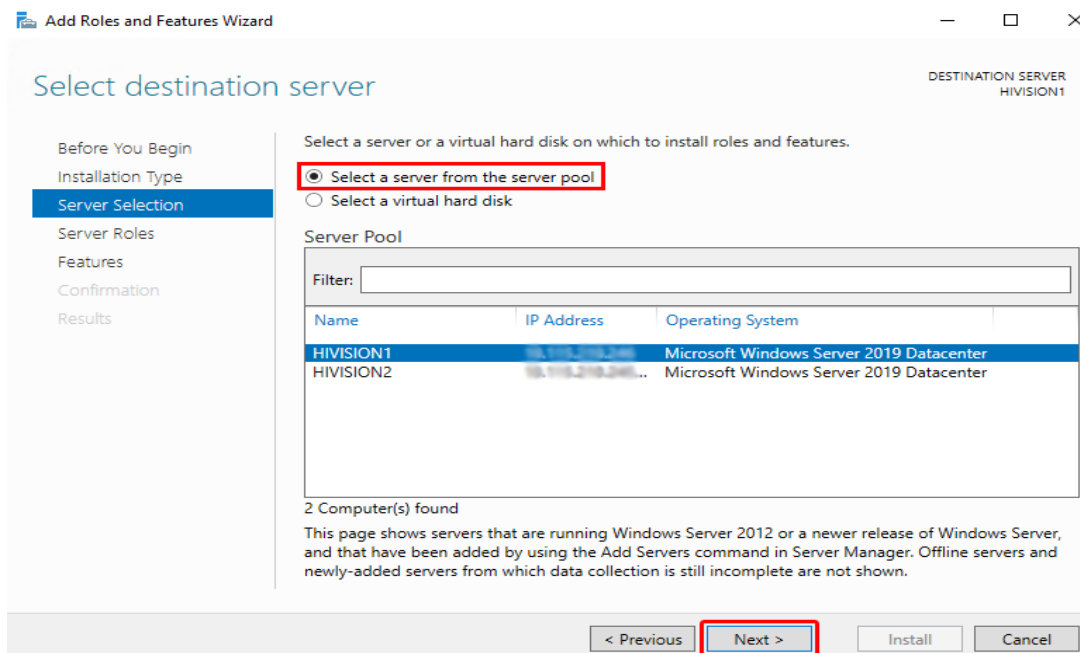 Add Roles and Features Wizard
Select destination server
DESTINATION SERVER
HIVISION1
Before You Begin
Installation Type
Server Selection
Server Roles
Features
Confirmation
Results
Select a server or a virtual hard disk on which to install roles and features.
Select a server from the server pool
Select a virtual hard disk
Server Pool
Filter:
Name IP Address Operating System
HIVISION1 Microsoft Windows Server 2019 Datacenter
HIVISION2 ... Microsoft Windows Server 2019 Datacenter
2 Computer(s) found
This page shows servers that are running Windows Server 2012 or a newer release of Windows Server,
and that have been added by using the Add Servers command in Server Manager. Offline servers and
newly-added servers from which data collection is still incomplete are not shown.
< Previous Next > Install Cancel